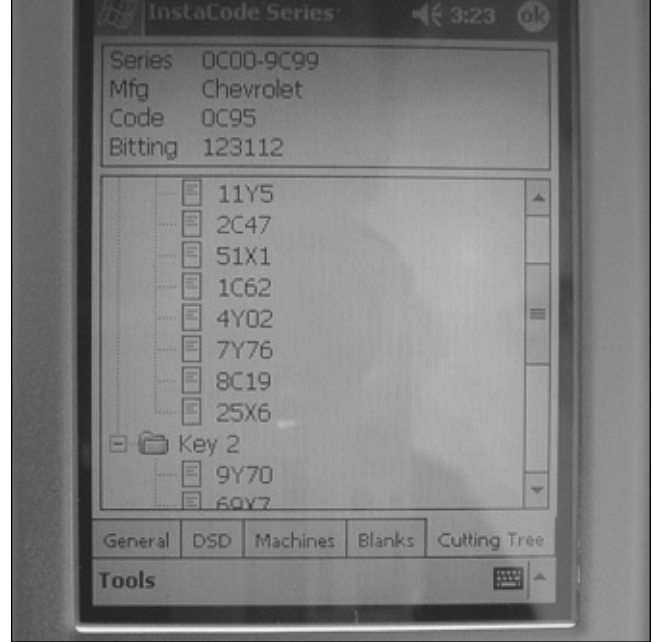 InstaCode Series 3:23 ok
Series 0C00-9C99
Mfg Chevrolet
Code 0C95
Bitting 123112
11Y5
2C47
51X1
1C62
4Y02
7Y76
8C19
25X6
Key 2
9Y70
69X7
General DSD Machines Blanks Cutting Tree
Tools